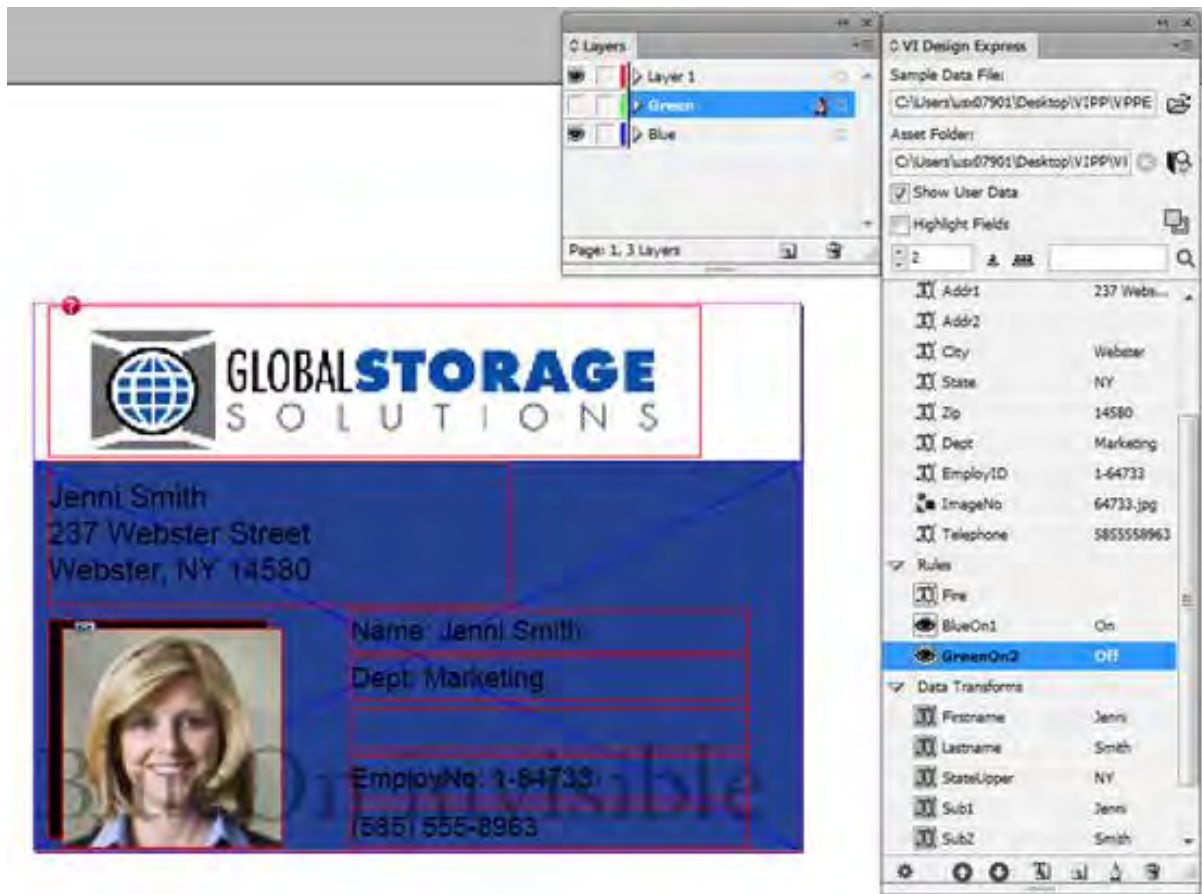 Layers
Layer 1
Green
Blue
Page: 1, 3 Layers
VI Design Express
Sample Data File:
C:\Users\usx07901\Desktop\VIPP\VPPE
Asset Folder:
C:\Users\usx07901\Desktop\VIPP\VI
Show User Data
Highlight Fields
2
Addr1 237 Webs...
Addr2
City Webster
State NY
Zip 14580
Dept Marketing
EmployID 1-64733
ImageNo 64733.jpg
Telephone 5855558963
Rules
Fire
BlueOn1 On
GreenOn2 Off
Data Transforms
Firstname Jenni
Lastname Smith
StateUpper NY
Sub1 Jenni
Sub2 Smith
GLOBALSTORAGE
SOLUTIONS
Jenni Smith
237 Webster Street
Webster, NY 14580
Name: Jenni Smith
Dept: Marketing
EmployNo: 1-64733
(585) 555-8963